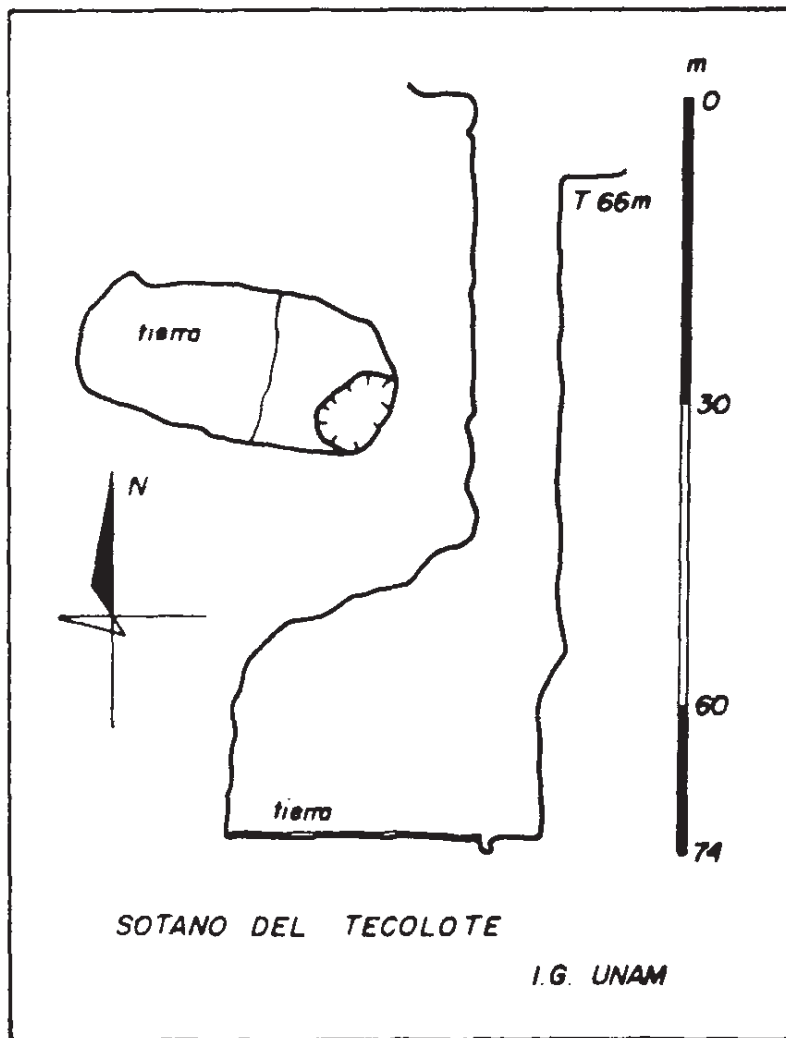 m
0
T 66m
tierra
30
N
60
tierra
74
SOTANO DEL TECOLOTE
I.G. UNAM